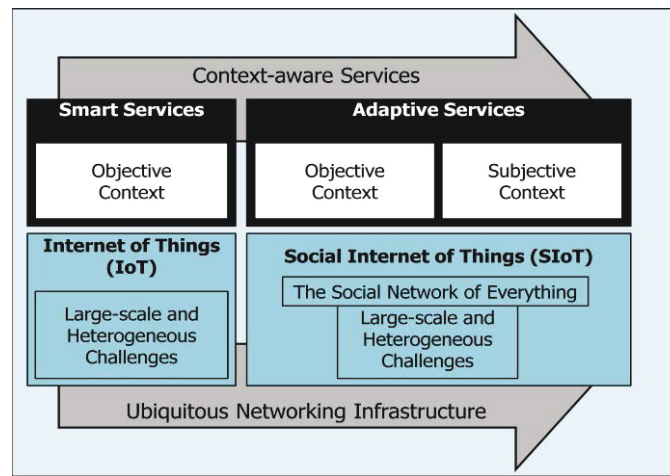 Context-aware Services
Smart Services
Adaptive Services
Objective
Context
Objective
Context
Subjective
Context
Internet of Things
(IoT)
Social Internet of Things (SIoT)
Large-scale and
Heterogeneous
Challenges
The Social Network of Everything
Large-scale and
Heterogeneous
Challenges
Ubiquitous Networking Infrastructure